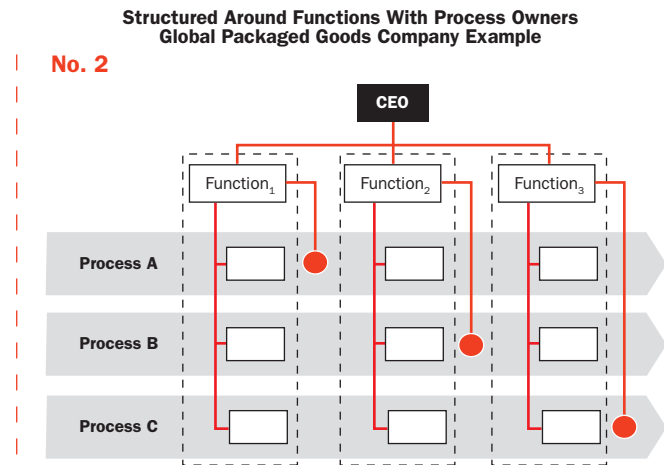 Structured Around Functions With Process Owners
Global Packaged Goods Company Example
No. 2
CEO
Function₁
Function₂
Function₃
Process A
Process B
Process C